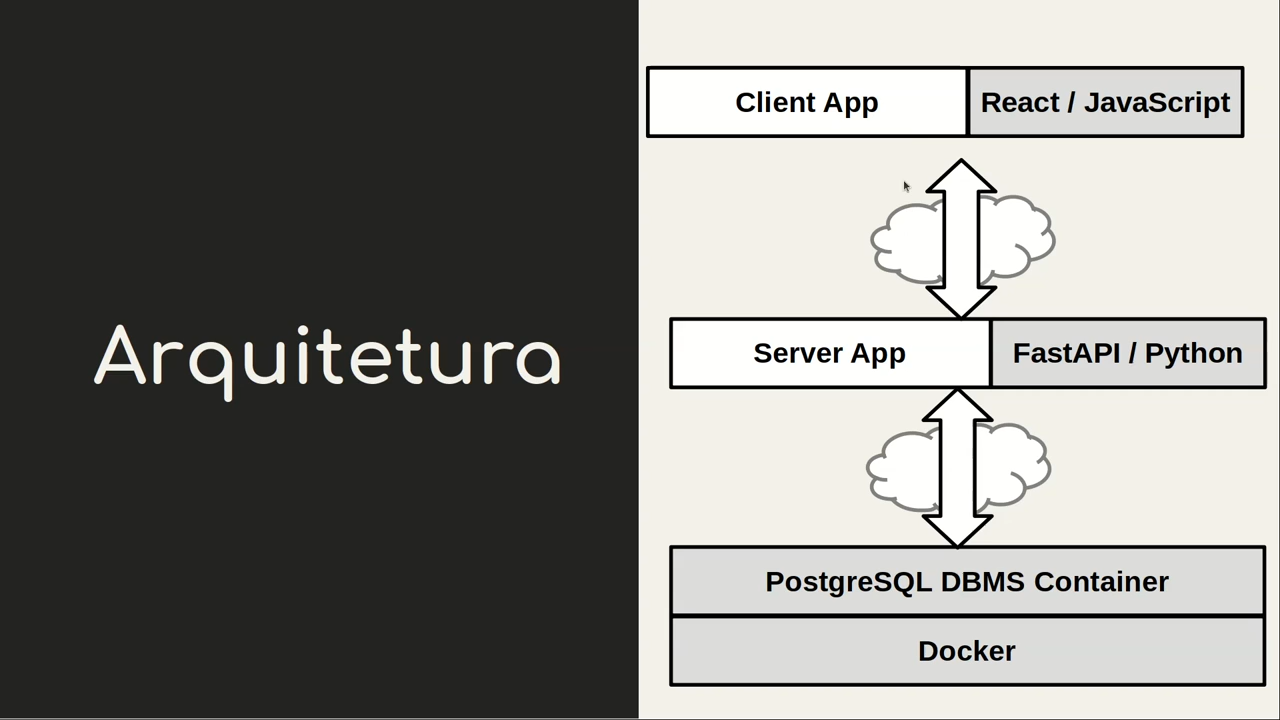 Arquitetura
Client App
React / JavaScript
Server App
FastAPI / Python
PostgreSQL DBMS Container
Docker